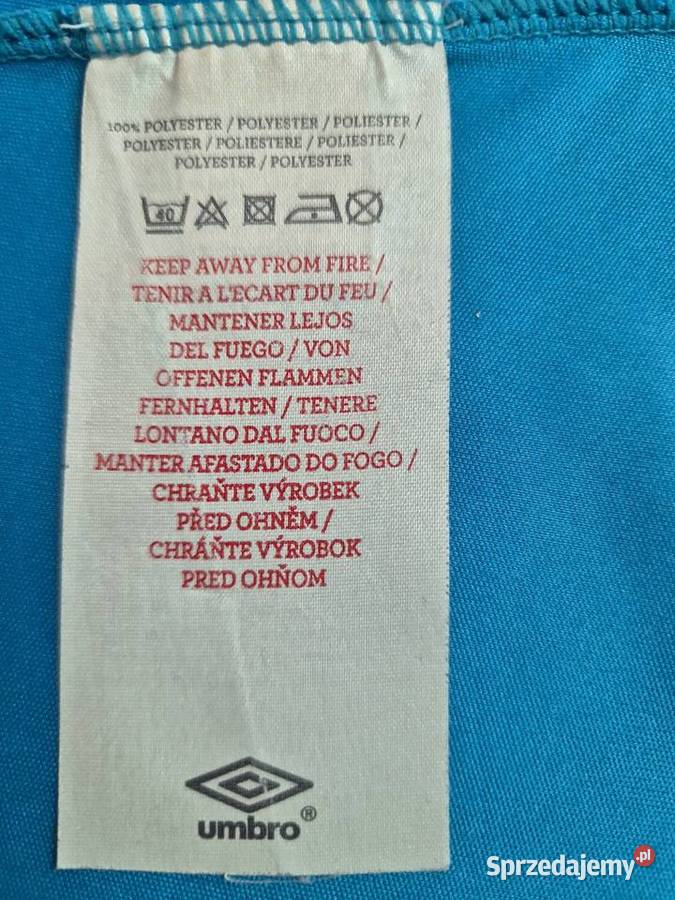 100% POLYESTER / POLYESTER / POLIESTER /
POLYESTER / POLIESTERE / POLIESTER /
POLYESTER / POLYESTER
40
KEEP AWAY FROM FIRE /
TENIR A L'ECART DU FEU /
MANTENER LEJOS
DEL FUEGO / VON
OFFENEN FLAMMEN
FERNHALTEN / TENERE
LONTANO DAL FUOCO /
MANTER AFASTADO DO FOGO /
CHRAŇTE VÝROBEK
PŘED OHNĚM /
CHRÁŇTE VÝROBOK
PRED OHŇOM
umbro®
Sprzedajemy.pl